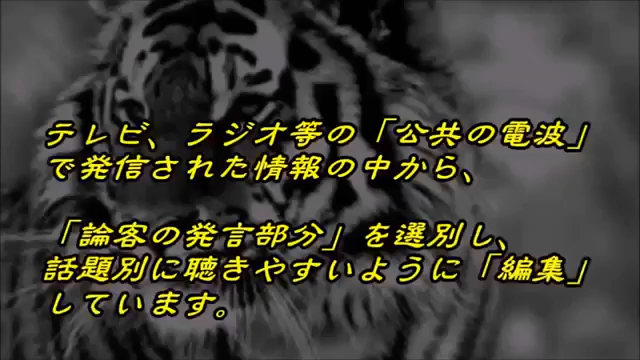 テレビ、ラジオ等の「公共の電波」
で発信された情報の中から、
「論客の発言部分」を選別し、
話題別に聴きやすいように「編集」
しています。